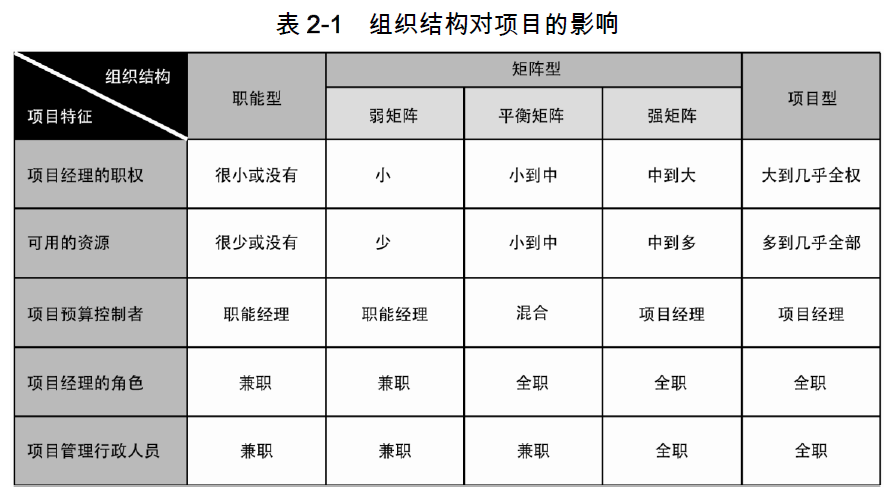 表 2-1 组织结构对项目的影响
组织结构
项目特征
职能型
矩阵型
项目型
弱矩阵
平衡矩阵
强矩阵
项目经理的职权 很小或没有 小 小到中 中到大 大到几乎全权
可用的资源 很少或没有 少 小到中 中到多 多到几乎全部
项目预算控制者 职能经理 职能经理 混合 项目经理 项目经理
项目经理的角色 兼职 兼职 全职 全职 全职
项目管理行政人员 兼职 兼职 兼职 全职 全职